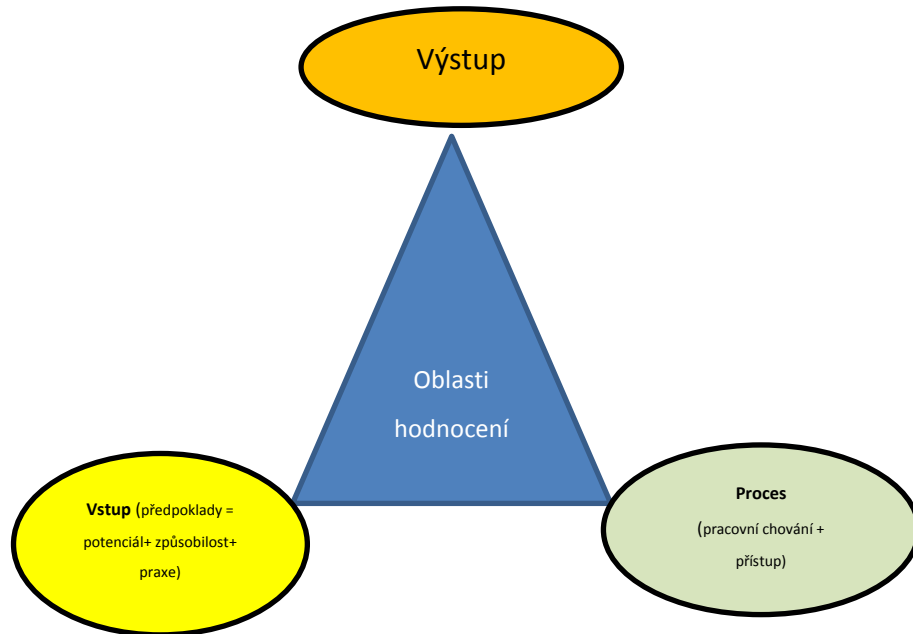 Výstup
Oblasti
hodnocení
Vstup (předpoklady =
potenciál+ způsobilost+
praxe)
Proces
(pracovní chování +
přístup)